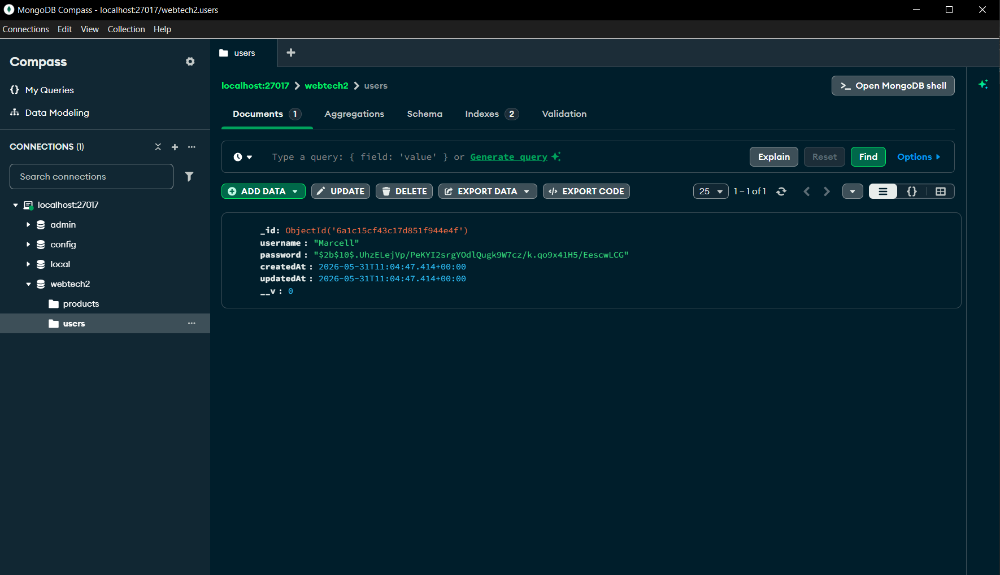 MongoDB Compass - localhost:27017/webtech2.users
Connections Edit View Collection Help
Compass
My Queries
Data Modeling
CONNECTIONS (1)
Search connections
localhost:27017
admin
config
local
webtech2
products
users
users
localhost:27017 > webtech2 > users
>_ Open MongoDB shell
Documents 1 Aggregations Schema Indexes 2 Validation
Type a query: { field: 'value' } or Generate query
Explain Reset Find Options
ADD DATA UPDATE DELETE EXPORT DATA </> EXPORT CODE
25 1 – 1 of 1 {}
_id: ObjectId('6a1c15cf43c17d851f944e4f')
username : "Marcell"
password : "$2b$10$.UhzELejVp/PeKYI2srgYOdlQugk9W7cz/k.qo9x41H5/EescwLCG"
createdAt : 2026-05-31T11:04:47.414+00:00
updatedAt : 2026-05-31T11:04:47.414+00:00
__v : 0